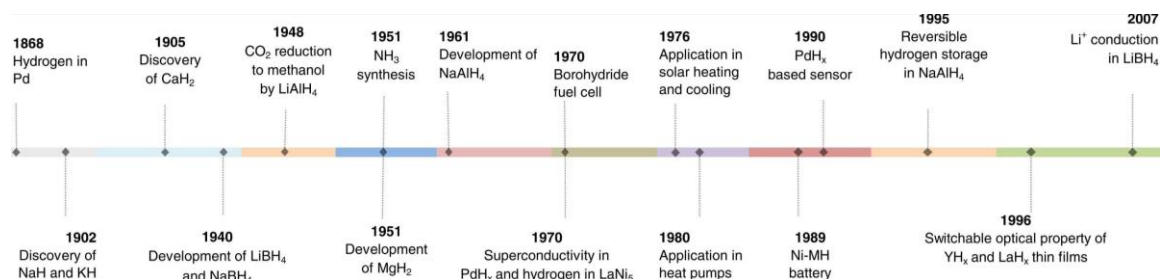 1868
Hydrogen in
Pd
1905
Discovery
of CaH₂
1948
CO₂ reduction
to methanol
by LiAlH₄
1951
NH₃
synthesis
1961
Development of
NaAlH₄
1970
Borohydride
fuel cell
1976
Application in
solar heating
and cooling
1990
PdHₓ
based sensor
1995
Reversible
hydrogen storage
in NaAlH₄
2007
Li⁺ conduction
in LiBH₄
1902
Discovery of
NaH and KH
1940
Development of LiBH₄
and NaBH₄
1951
Development
of MgH₂
1970
Superconductivity in
PdHₓ and hydrogen in LaNi₅
1980
Application in
heat pumps
1989
Ni-MH
battery
1996
Switchable optical property of
YHₓ and LaHₓ thin films